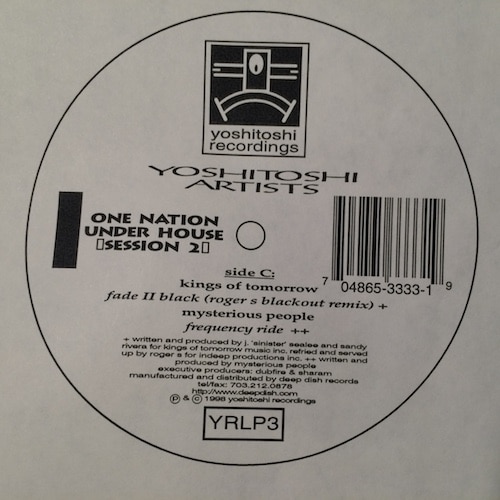 yoshitoshi
recordings
YOSHITOSHI
ARTISTS
ONE NATION
UNDER HOUSE
▯SESSION 2▯
7 04865-3333-1 9
side C:
kings of tomorrow
fade II black (roger s blackout remix) +
mysterious people
frequency ride ++
+ written and produced by j. 'sinister' sealee and sandy
rivera for kings of tomorrow music inc. refried and served
up by roger s for indeep productions inc. ++ written and
produced by mysterious people
executive producers: dubfire & sharam
manufactured and distributed by deep dish records
tel/fax: 703.212.0878
http://www.deepdish.com
℗ & © 1998 yoshitoshi recordings
YRLP3